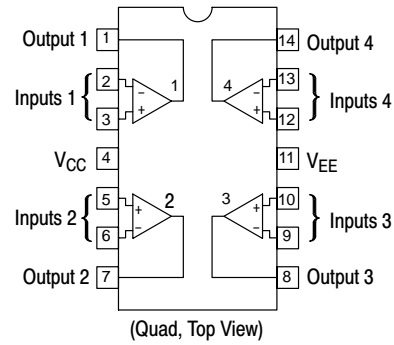 Output 1 1 14 Output 4
Inputs 1 { 2 − 1 4 − 13 } Inputs 4
3 + + 12
VCC 4 11 VEE
Inputs 2 { 5 + 2 3 + 10 } Inputs 3
6 − − 9
Output 2 7 8 Output 3
(Quad, Top View)